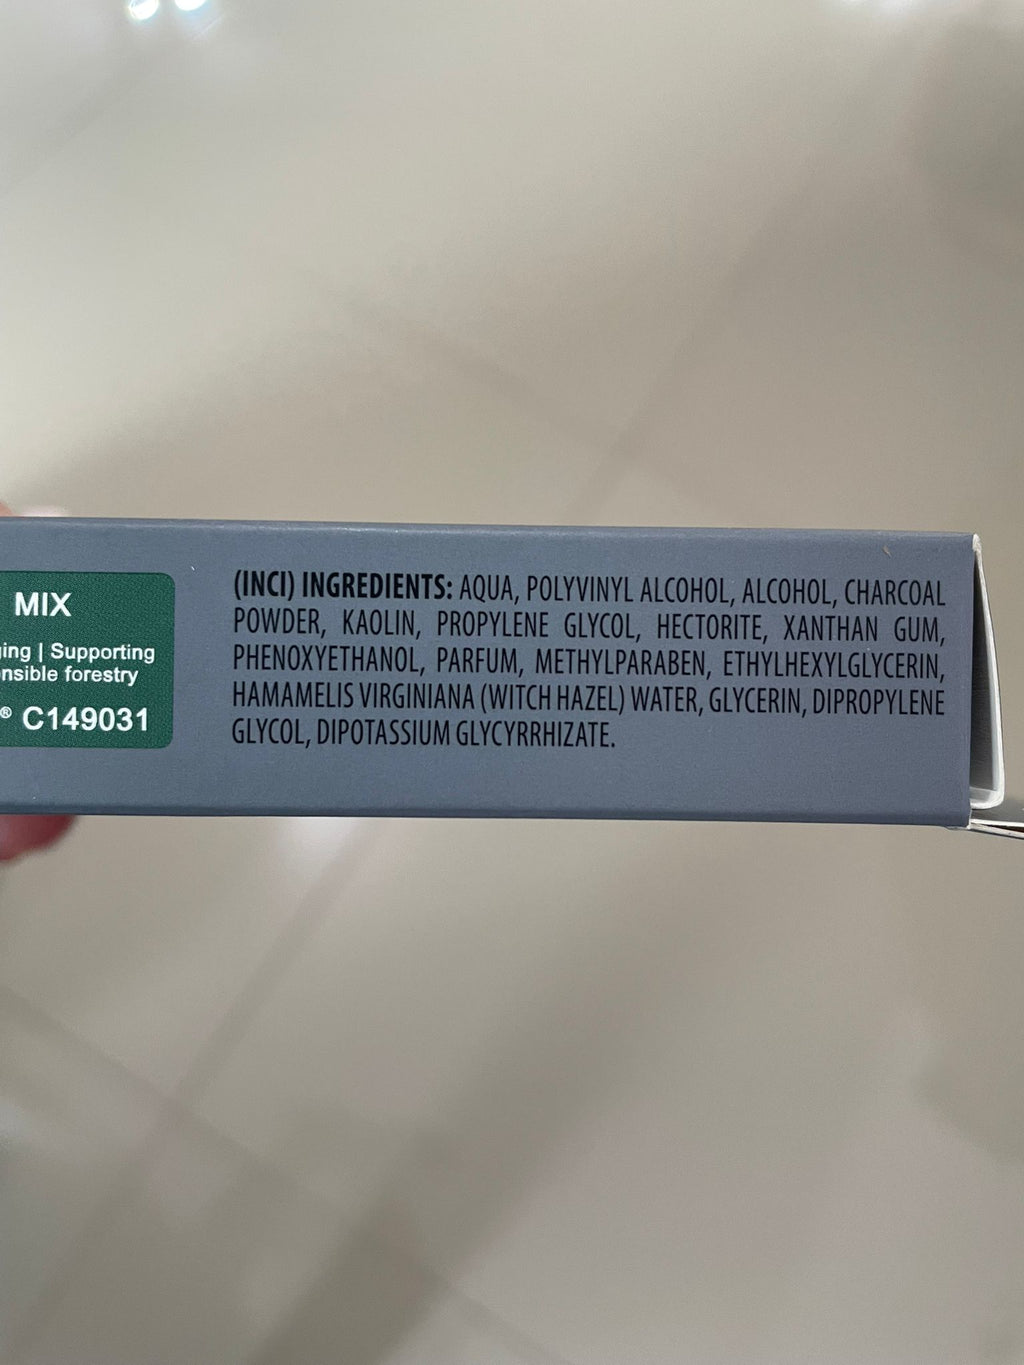 MIX
ing | Supporting
nsible forestry
® C149031
(INCI) INGREDIENTS: AQUA, POLYVINYL ALCOHOL, ALCOHOL, CHARCOAL
POWDER, KAOLIN, PROPYLENE GLYCOL, HECTORITE, XANTHAN GUM,
PHENOXYETHANOL, PARFUM, METHYLPARABEN, ETHYLHEXYLGLYCERIN,
HAMAMELIS VIRGINIANA (WITCH HAZEL) WATER, GLYCERIN, DIPROPYLENE
GLYCOL, DIPOTASSIUM GLYCYRRHIZATE.